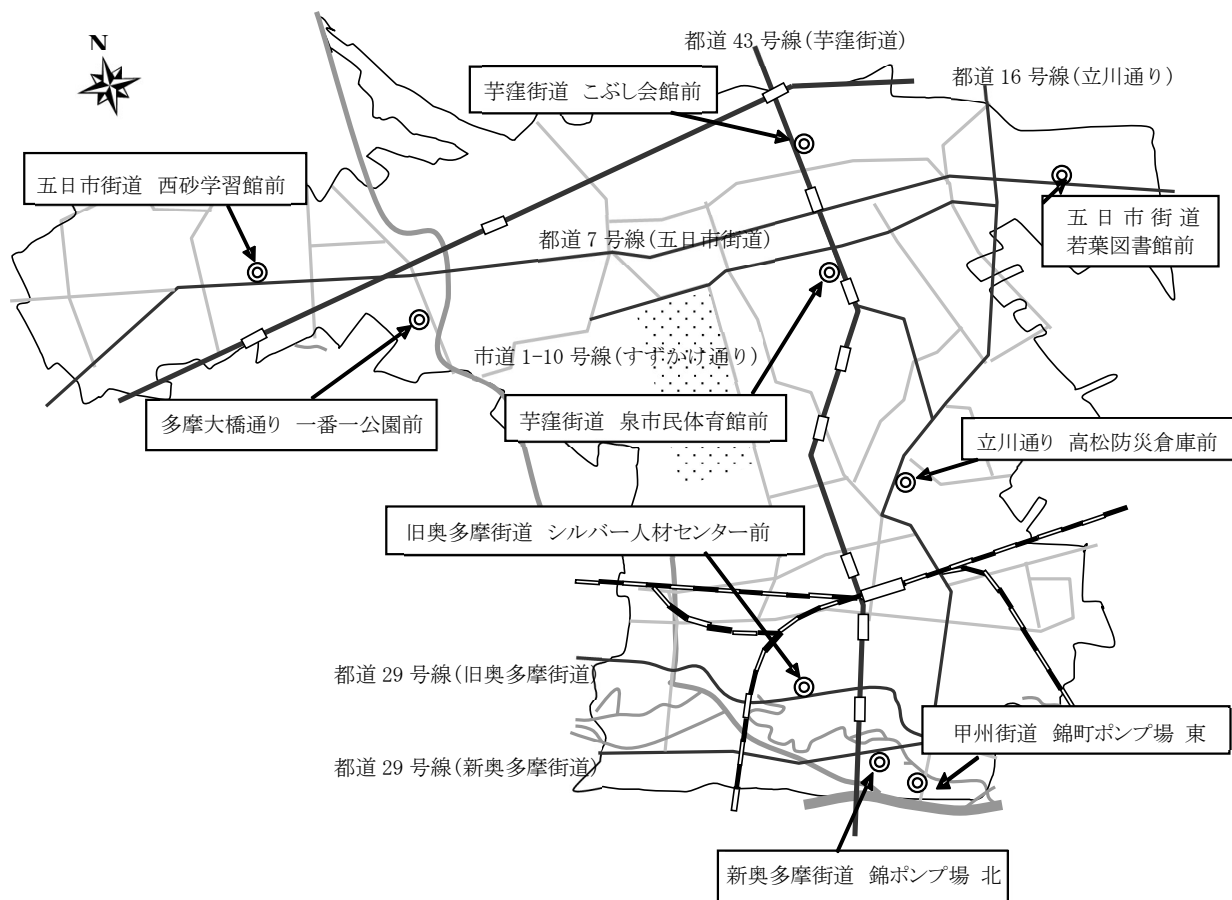 N
都道 43 号線(芋窪街道)
都道 16 号線(立川通り)
芋窪街道 こぶし会館前
五日市街道 西砂学習館前
五日市街道
若葉図書館前
都道 7 号線(五日市街道)
市道 1-10 号線(すずかけ通り)
多摩大橋通り 一番一公園前
芋窪街道 泉市民体育館前
立川通り 高松防災倉庫前
旧奥多摩街道 シルバー人材センター前
都道 29 号線(旧奥多摩街道)
甲州街道 錦町ポンプ場 東
都道 29 号線(新奥多摩街道)
新奥多摩街道 錦ポンプ場 北